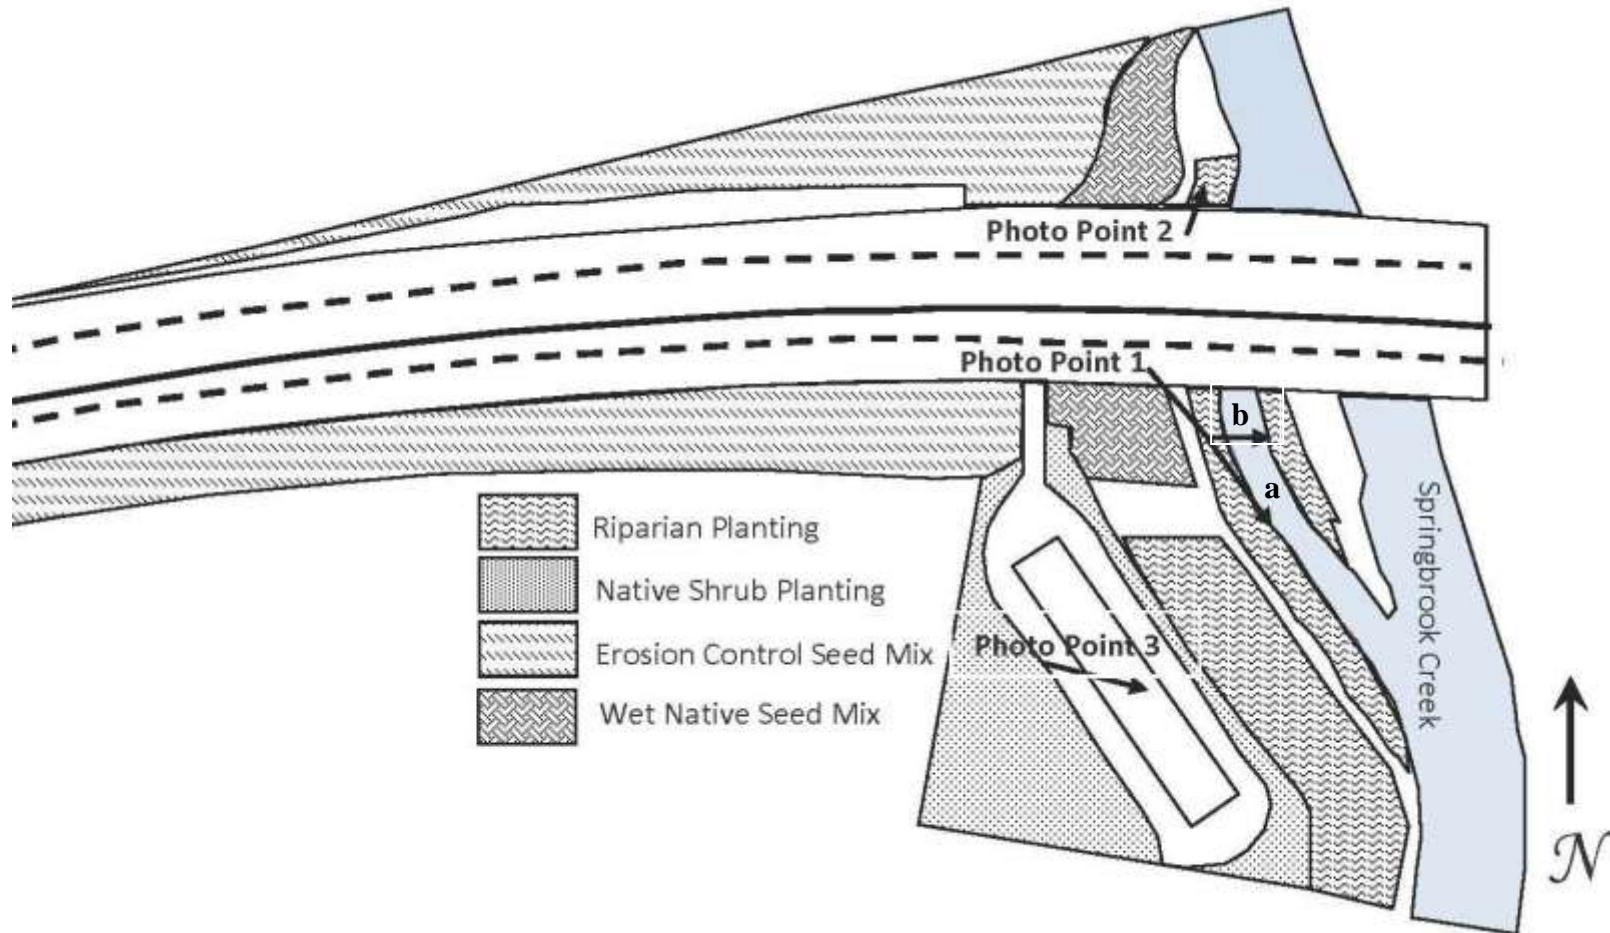 Photo Point 2
Photo Point 1
b
a
Riparian Planting
Native Shrub Planting
Erosion Control Seed Mix
Wet Native Seed Mix
Photo Point 3
Springbrook Creek
N